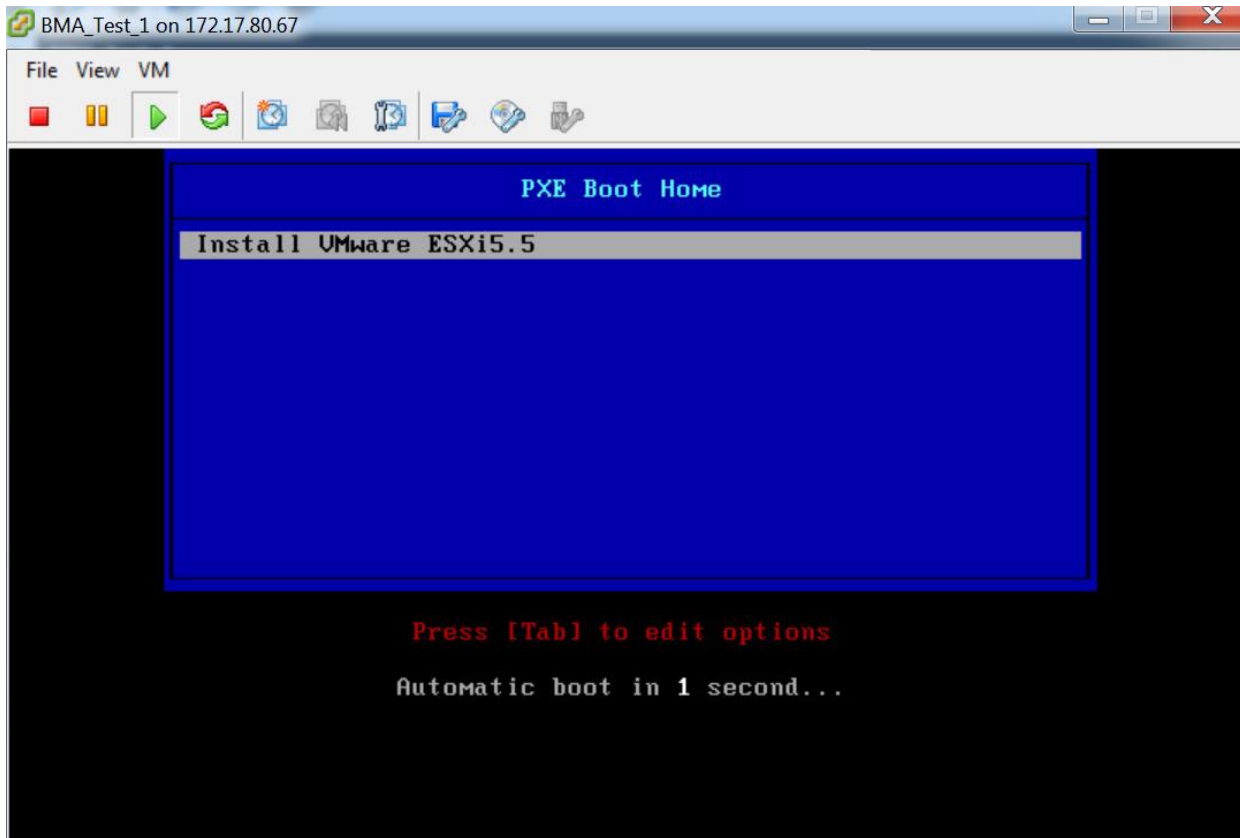 BMA_Test_1 on 172.17.80.67
File View VM
PXE Boot Home
Install VMware ESXi5.5
Press [Tab] to edit options
Automatic boot in 1 second...